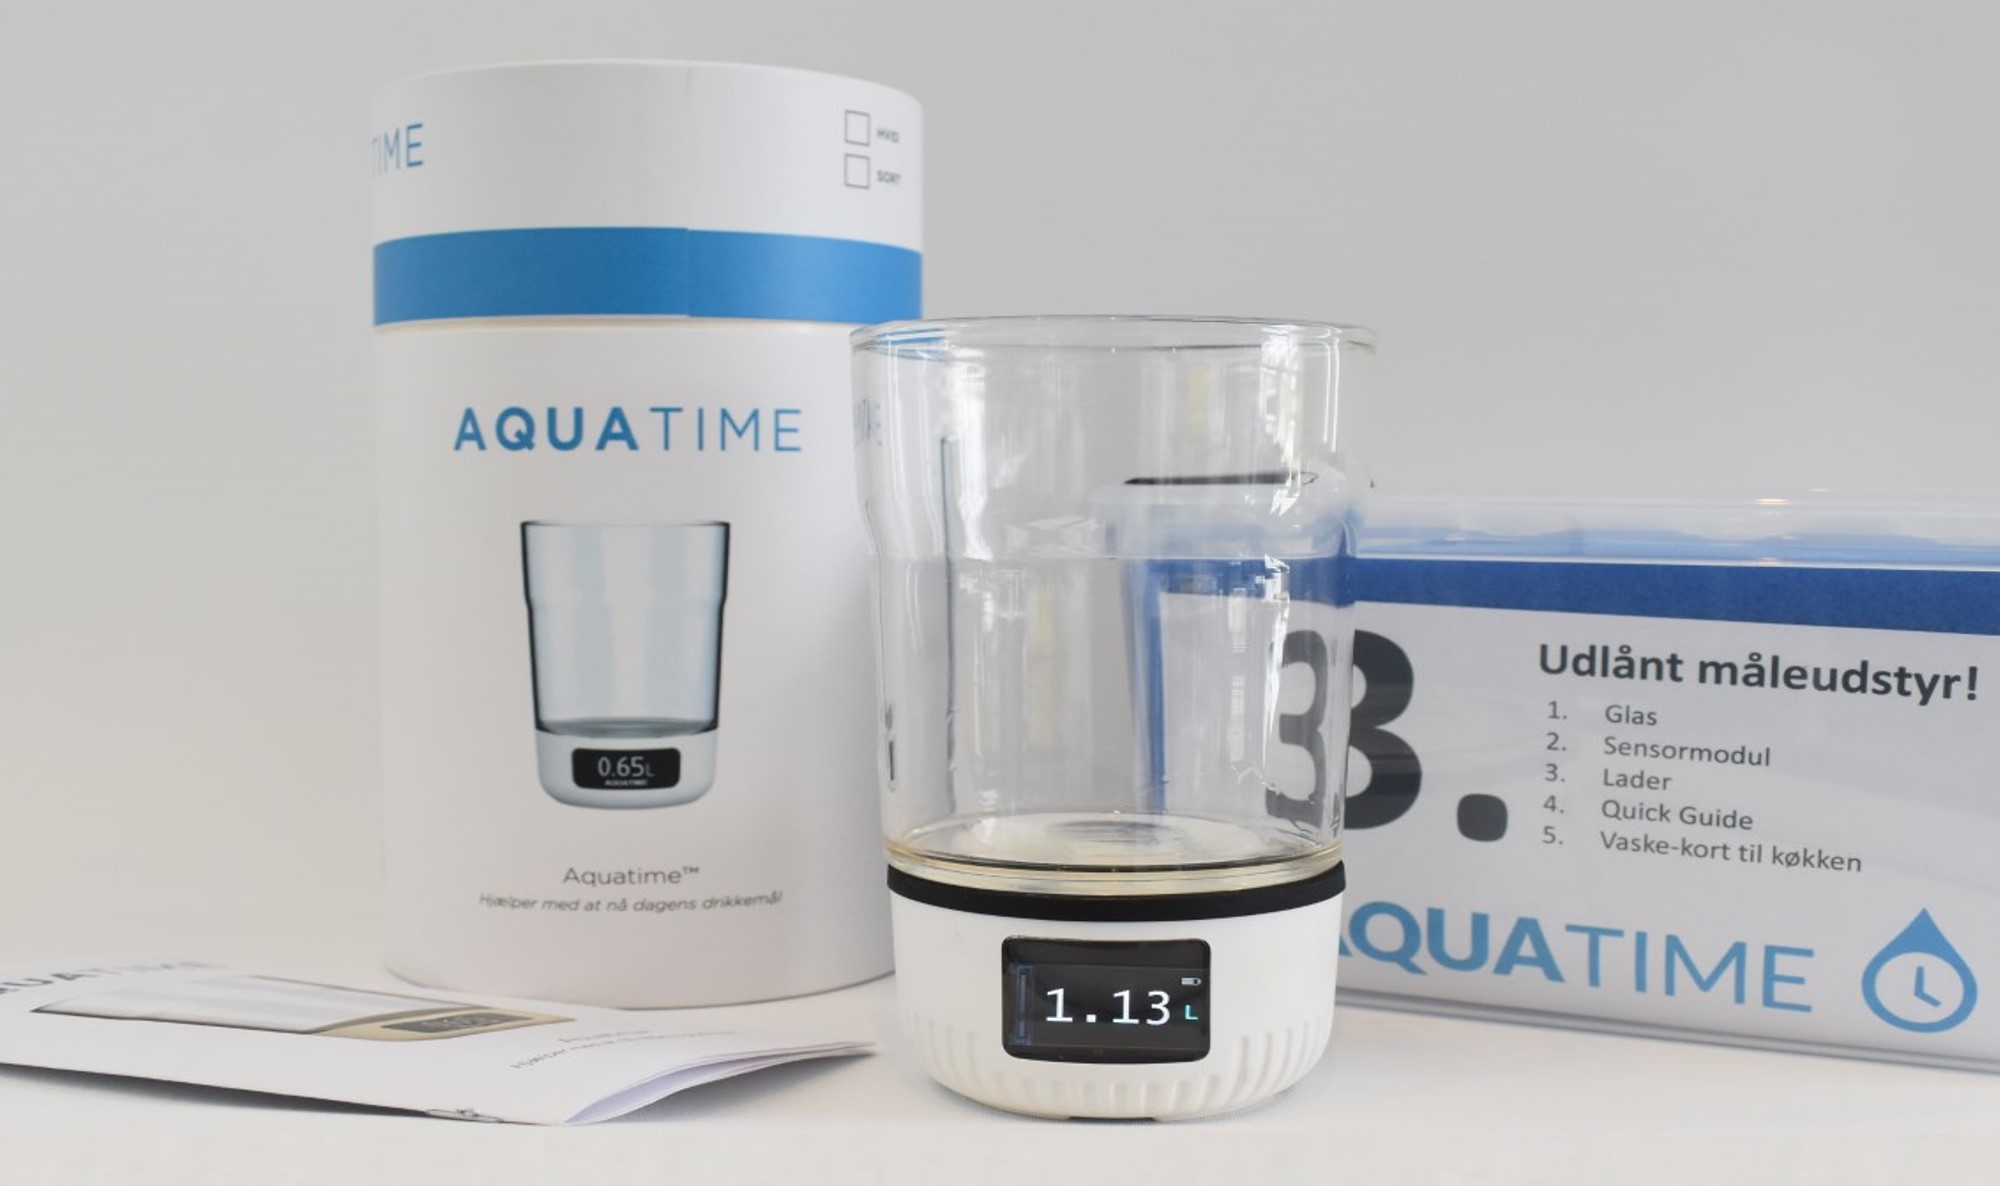 TIME
HVID
SORT
AQUATIME
0.65L
AQUATIME
Aquatime™
Hjælper med at nå dagens drikkemål
1.13 L
3.
Udlånt måleudstyr!
1. Glas
2. Sensormodul
3. Lader
4. Quick Guide
5. Vaske-kort til køkken
AQUATIME